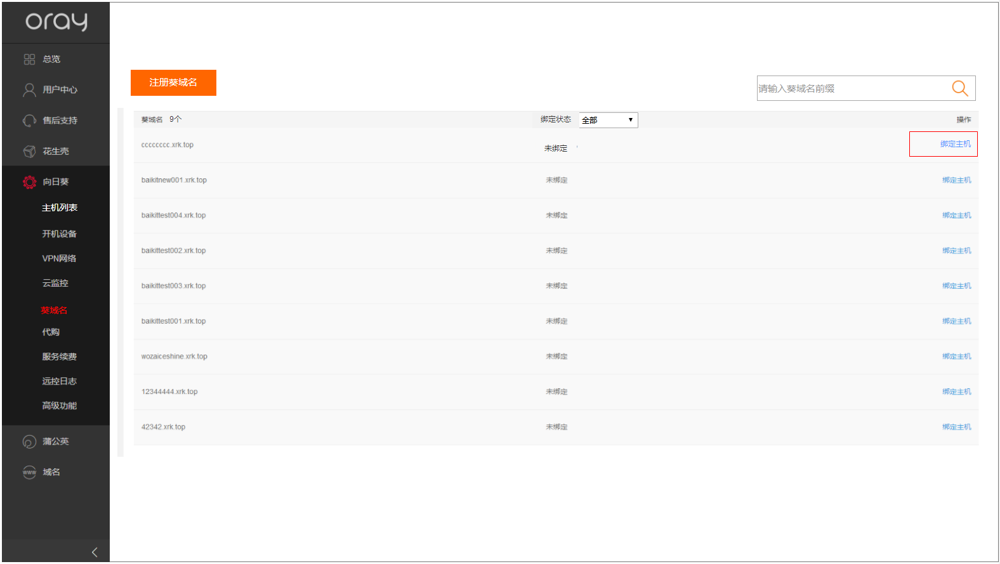 oray
总览
用户中心
售后支持
花生壳
向日葵
主机列表
开机设备
VPN网络
云监控
葵域名
代购
服务续费
远控日志
高级功能
蒲公英
www 域名
注册葵域名
请输入葵域名前缀
葵域名 9个 绑定状态 全部 操作
cccccccc.xrk.top 未绑定 绑定主机
baikitnew001.xrk.top 未绑定 绑定主机
baikittest004.xrk.top 未绑定 绑定主机
baikittest002.xrk.top 未绑定 绑定主机
baikittest003.xrk.top 未绑定 绑定主机
baikittest001.xrk.top 未绑定 绑定主机
wozaiceshine.xrk.top 未绑定 绑定主机
12344444.xrk.top 未绑定 绑定主机
42342.xrk.top 未绑定 绑定主机